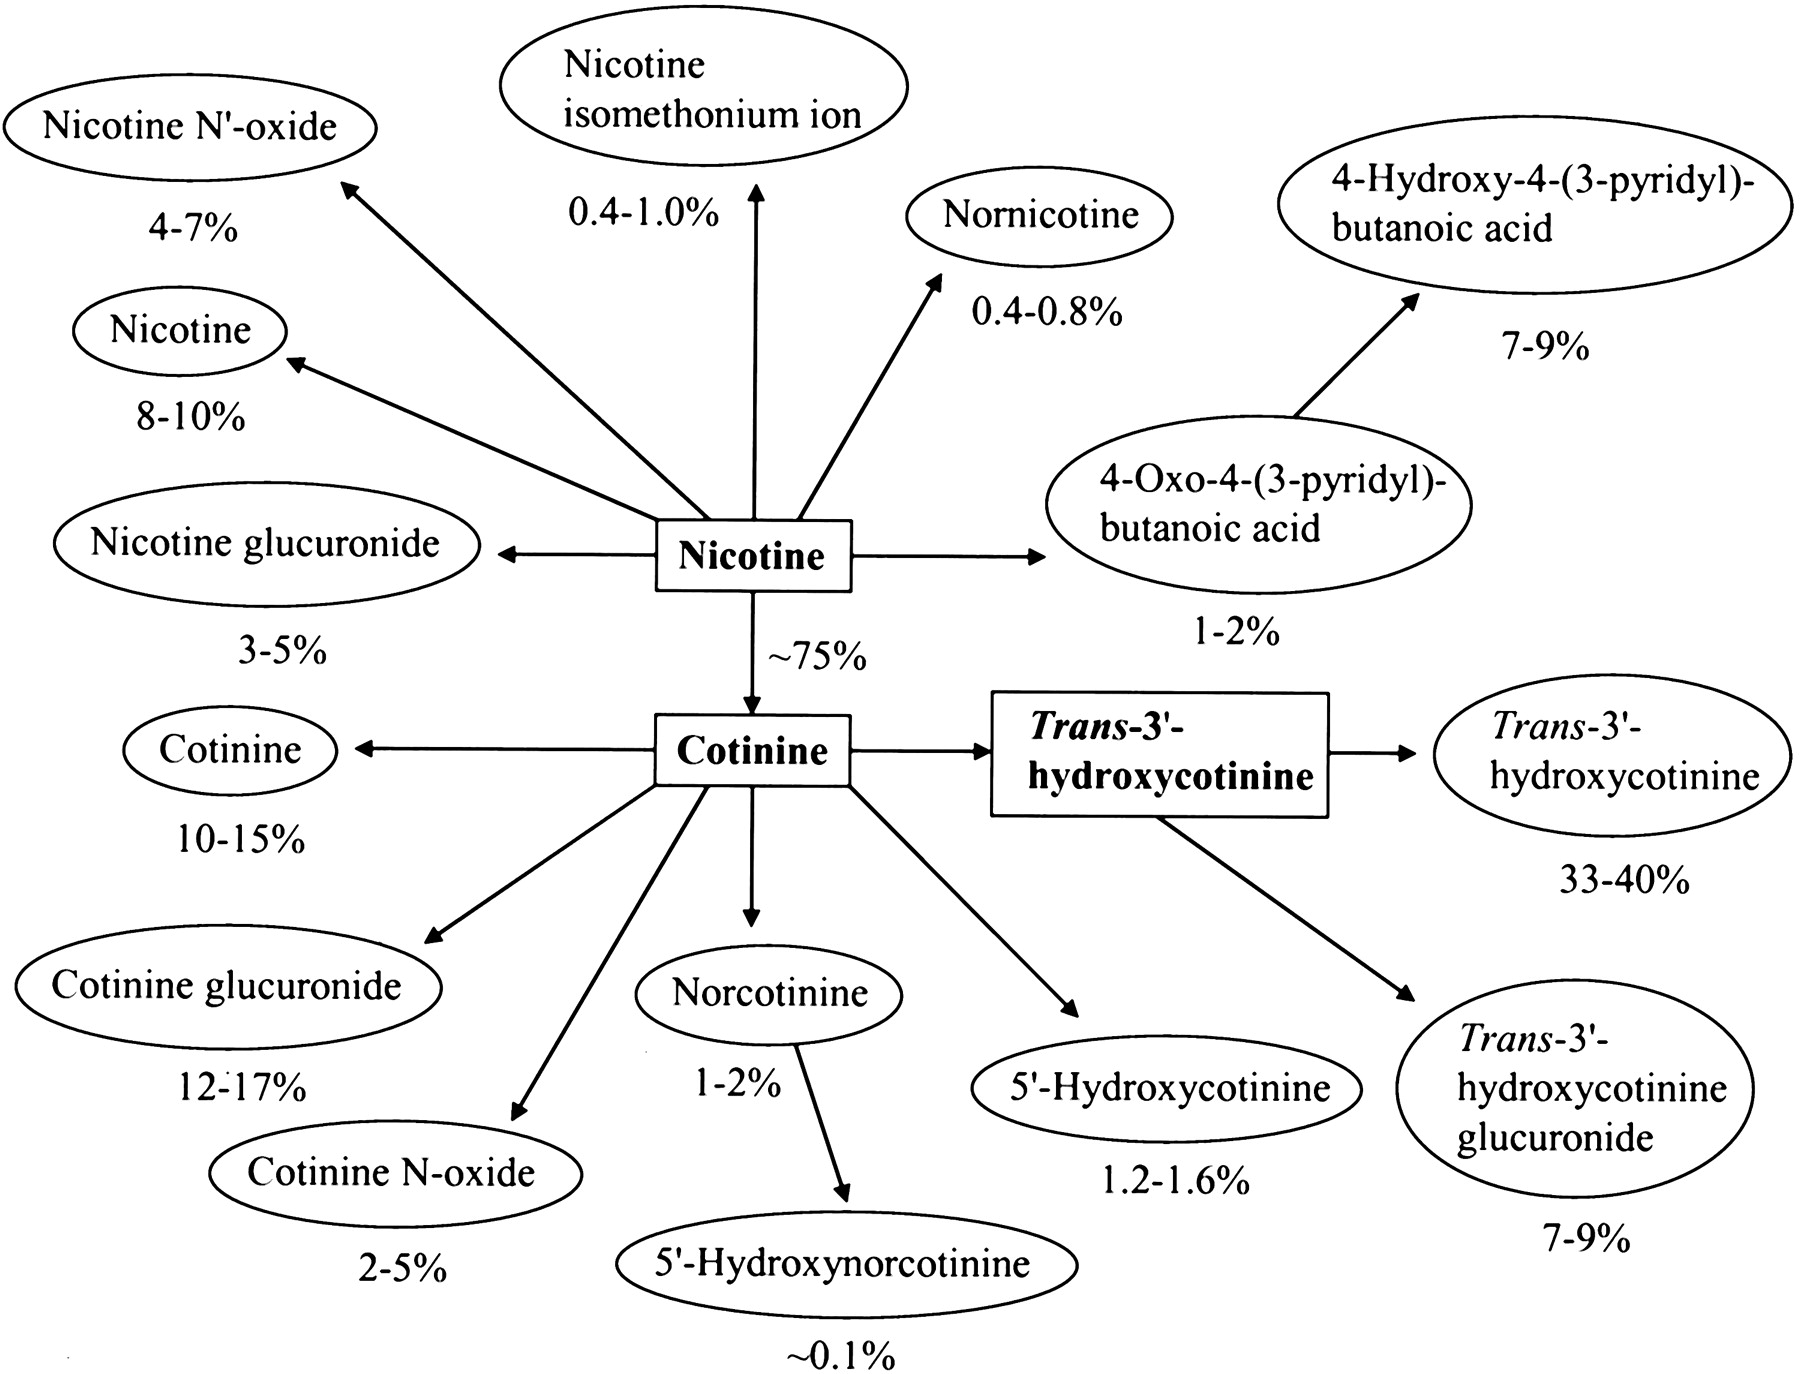 Nicotine
isomethonium ion
0.4-1.0%
Nicotine N'-oxide
4-7%
Nornicotine
0.4-0.8%
4-Hydroxy-4-(3-pyridyl)-
butanoic acid
7-9%
Nicotine
8-10%
Nicotine glucuronide
3-5%
Nicotine
4-Oxo-4-(3-pyridyl)-
butanoic acid
1-2%
~75%
Cotinine
10-15%
Cotinine
Trans-3'-
hydroxycotinine
Trans-3'-
hydroxycotinine
33-40%
Cotinine glucuronide
12-17%
Cotinine N-oxide
2-5%
Norcotinine
1-2%
5'-Hydroxynorcotinine
~0.1%
5'-Hydroxycotinine
1.2-1.6%
Trans-3'-
hydroxycotinine
glucuronide
7-9%